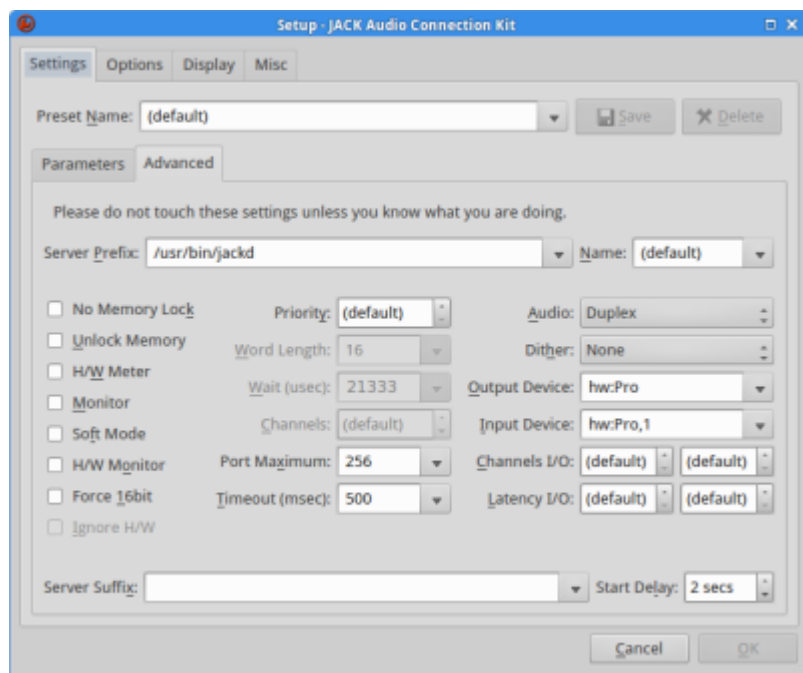 Setup - JACK Audio Connection Kit
Settings Options Display Misc
Preset Name: (default) Save Delete
Parameters Advanced
Please do not touch these settings unless you know what you are doing.
Server Prefix: /usr/bin/jackd Name: (default)
No Memory Lock Priority: (default) Audio: Duplex
Unlock Memory Word Length: 16 Dither: None
H/W Meter Wait (usec): 21333 Output Device: hw:Pro
Monitor Channels: (default) Input Device: hw:Pro,1
Soft Mode
H/W Monitor Port Maximum: 256 Channels I/O: (default) (default)
Force 16bit Timeout (msec): 500 Latency I/O: (default) (default)
Ignore H/W
Server Suffix: Start Delay: 2 secs
Cancel OK